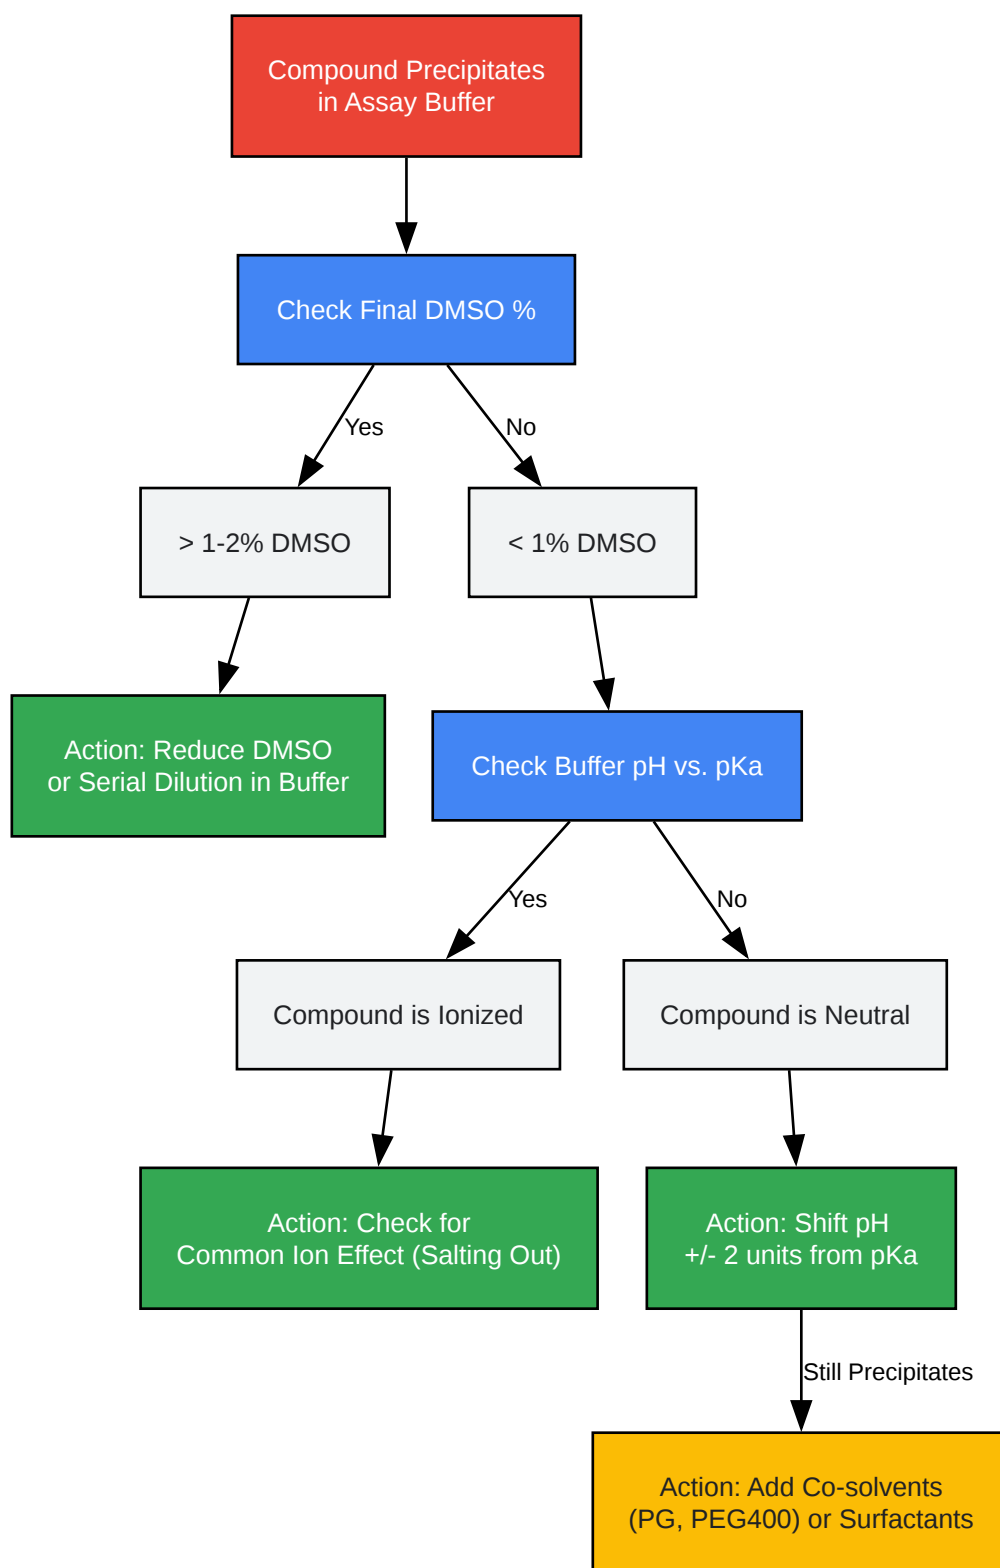 Compound Precipitates
in Assay Buffer
Check Final DMSO %
Yes
No
> 1-2% DMSO
< 1% DMSO
Action: Reduce DMSO
or Serial Dilution in Buffer
Check Buffer pH vs. pKa
Yes
No
Compound is Ionized
Compound is Neutral
Action: Check for
Common Ion Effect (Salting Out)
Action: Shift pH
+/- 2 units from pKa
Still Precipitates
Action: Add Co-solvents
(PG, PEG400) or Surfactants